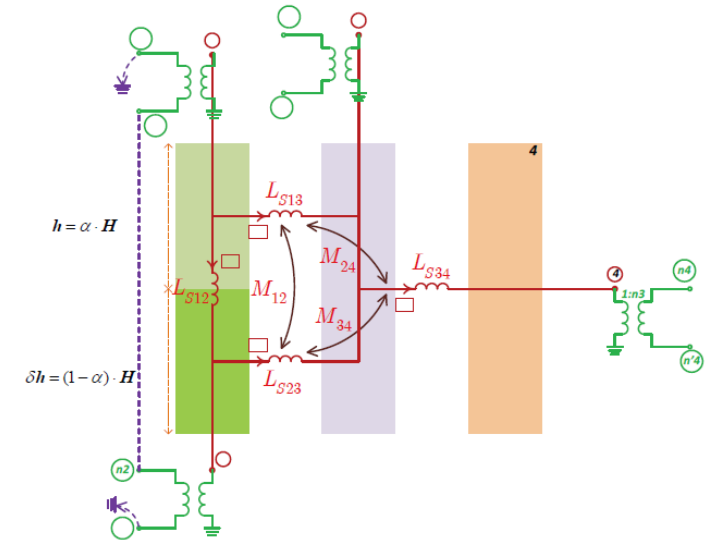 4
L_S13
h = α · H
M_24
L_S34
L_S12
M_12
4
n4
1:n3
M_34
n'4
δh = (1 − α) · H
L_S23
n2